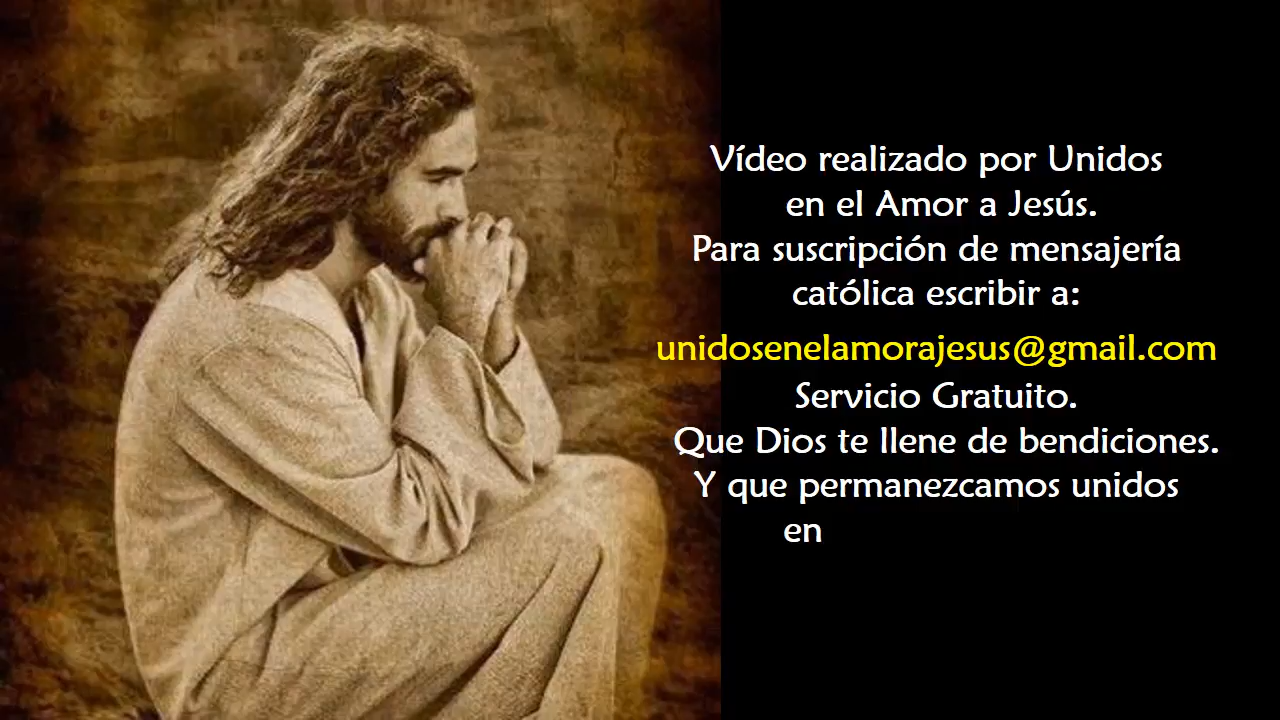 Vídeo realizado por Unidos
en el Amor a Jesús.
Para suscripción de mensajería
católica escribir a:
unidosenelamorajesus@gmail.com
Servicio Gratuito.
Que Dios te llene de bendiciones.
Y que permanezcamos unidos
en